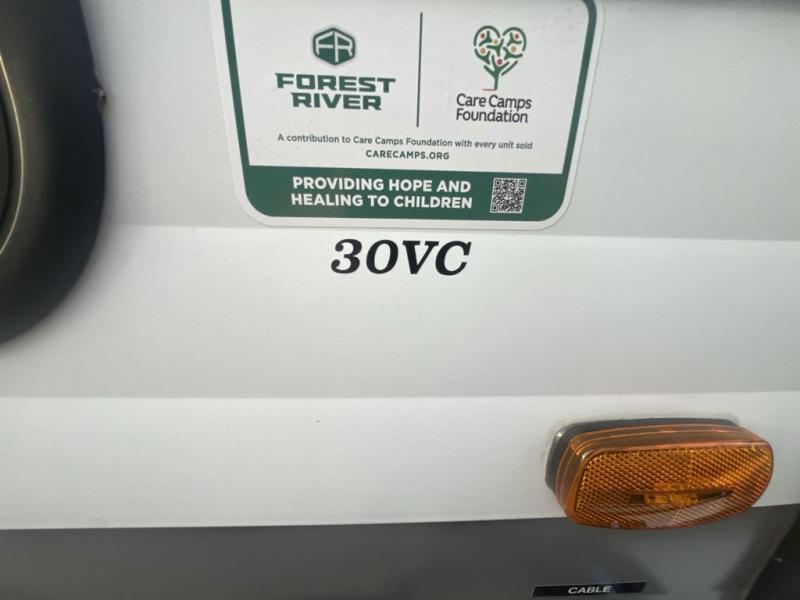 FR
FOREST
RIVER
Care Camps
Foundation
A contribution to Care Camps Foundation with every unit sold
CARECAMPS.ORG
PROVIDING HOPE AND
HEALING TO CHILDREN
30VC
CABLE